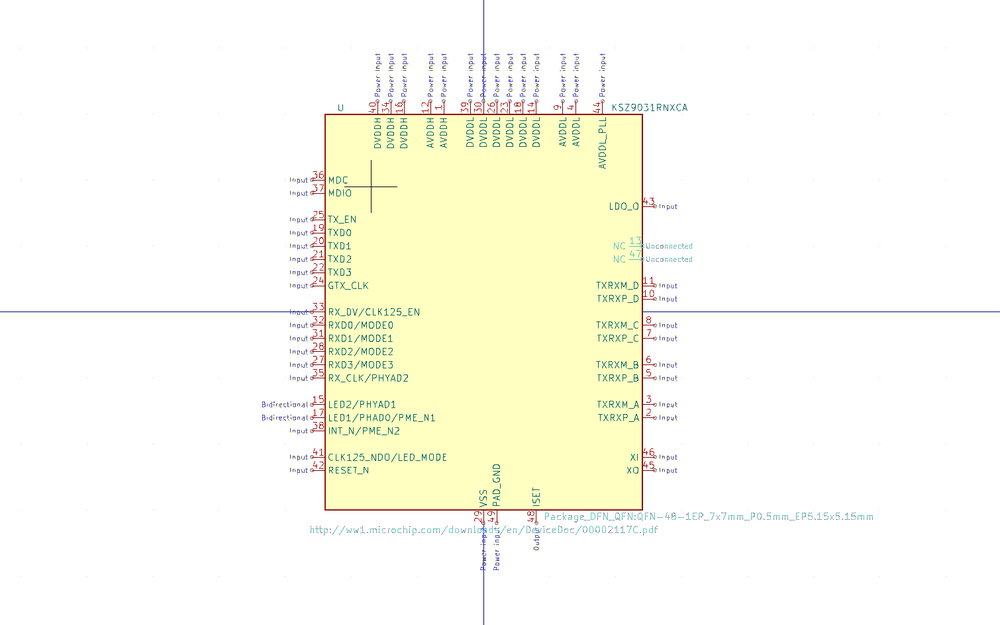 Power input Power input Power input Power input Power input Power input Power input Power input Power input Power input Power input Power input Power input Power input
U 40 34 16 12 1 39 30 26 23 18 14 9 4 44 KSZ9031RNXCA
DVDDH DVDDH DVDDH AVDDH AVDDH DVDDL DVDDL DVDDL DVDDL DVDDL DVDDL AVDDL AVDDL AVDDL_PLL
Input 36 MDC
Input 37 MDIO
LDO_O 43 Input
Input 25 TX_EN
Input 19 TXD0
Input 20 TXD1
NC 13 Unconnected
Input 21 TXD2
NC 47 Unconnected
Input 22 TXD3
Input 24 GTX_CLK
TXRXM_D 11 Input
TXRXP_D 10 Input
Input 33 RX_DV/CLK125_EN
Input 32 RXD0/MODE0
TXRXM_C 8 Input
Input 31 RXD1/MODE1
TXRXP_C 7 Input
Input 28 RXD2/MODE2
Input 27 RXD3/MODE3
TXRXM_B 6 Input
Input 35 RX_CLK/PHYAD2
TXRXP_B 5 Input
Bidirectional 15 LED2/PHYAD1
TXRXM_A 3 Input
Bidirectional 17 LED1/PHAD0/PME_N1
TXRXP_A 2 Input
Input 38 INT_N/PME_N2
Input 41 CLK125_NDO/LED_MODE
XI 46 Input
Input 42 RESET_N
XO 45 Input
VSS PAD_GND ISET
29 49 48
Package_DFN_QFN:QFN-48-1EP_7x7mm_P0.5mm_EP5.15x5.15mm
http://ww1.microchip.com/downloads/en/DeviceDoc/00002117C.pdf
Power input Power input Output